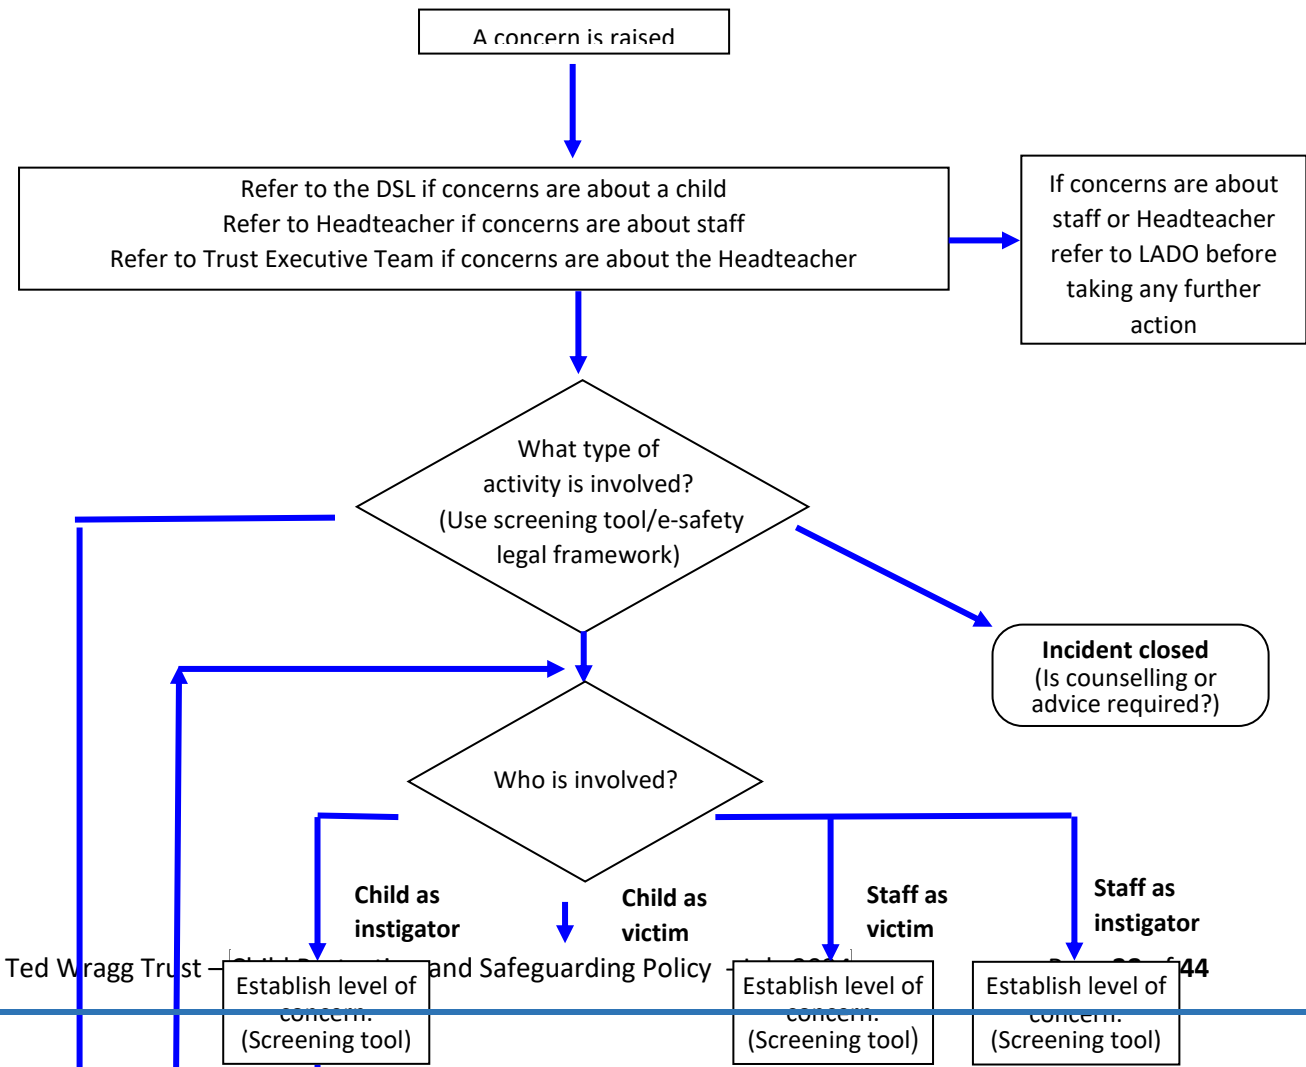 A concern is raised
Refer to the DSL if concerns are about a child
Refer to Headteacher if concerns are about staff
Refer to Trust Executive Team if concerns are about the Headteacher
If concerns are about
staff or Headteacher
refer to LADO before
taking any further
action
What type of
activity is involved?
(Use screening tool/e-safety
legal framework)
Incident closed
(Is counselling or
advice required?)
Who is involved?
Child as
instigator
Child as
victim
Staff as
victim
Staff as
instigator
Ted Wragg Trust – and Safeguarding Policy 44
Establish level of
concern.
(Screening tool)
Establish level of
concern.
(Screening tool)
Establish level of
concern.
(Screening tool)